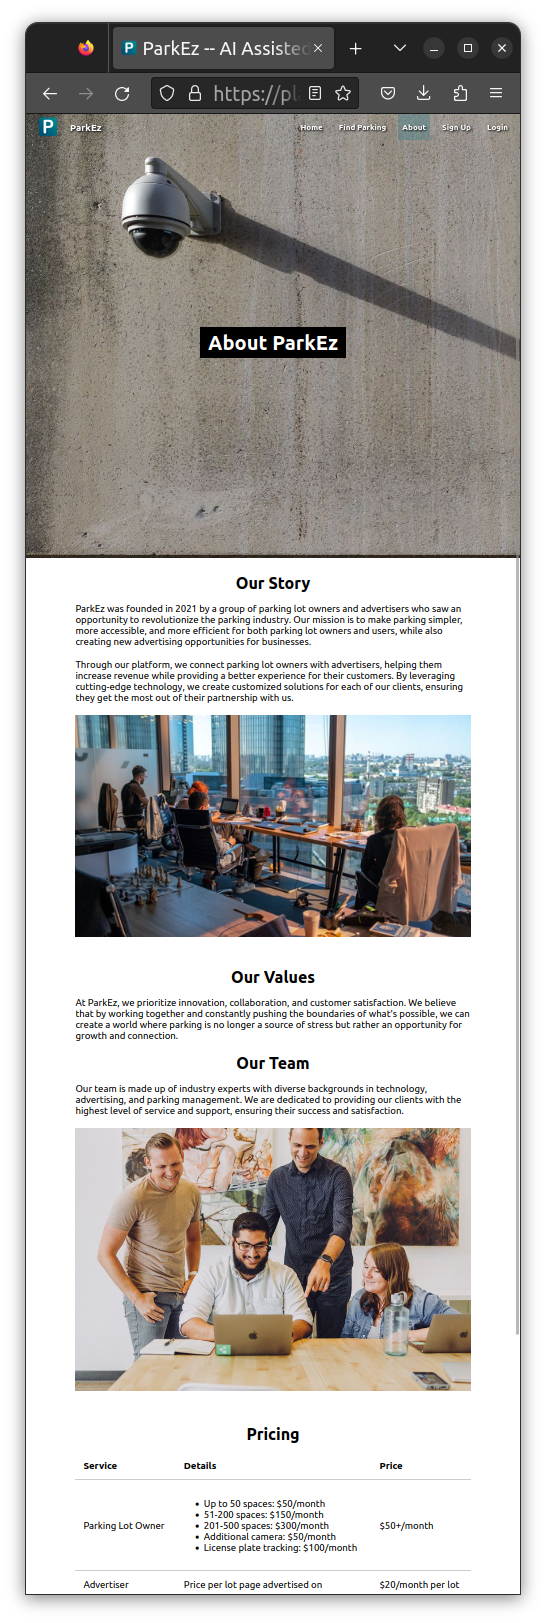 ParkEz -- AI Assisted
https://pl
P ParkEz Home Find Parking About Sign Up Login
About ParkEz
Our Story
ParkEz was founded in 2021 by a group of parking lot owners and advertisers who saw an
opportunity to revolutionize the parking industry. Our mission is to make parking simpler,
more accessible, and more efficient for both parking lot owners and users, while also
creating new advertising opportunities for businesses.
Through our platform, we connect parking lot owners with advertisers, helping them
increase revenue while providing a better experience for their customers. By leveraging
cutting-edge technology, we create customized solutions for each of our clients, ensuring
they get the most out of their partnership with us.
Our Values
At ParkEz, we prioritize innovation, collaboration, and customer satisfaction. We believe
that by working together and constantly pushing the boundaries of what's possible, we can
create a world where parking is no longer a source of stress but rather an opportunity for
growth and connection.
Our Team
Our team is made up of industry experts with diverse backgrounds in technology,
advertising, and parking management. We are dedicated to providing our clients with the
highest level of service and support, ensuring their success and satisfaction.
Pricing
Service Details Price
Parking Lot Owner
• Up to 50 spaces: $50/month
• 51-200 spaces: $150/month
• 201-500 spaces: $300/month
• Additional camera: $50/month
• License plate tracking: $100/month
$50+/month
Advertiser Price per lot page advertised on $20/month per lot